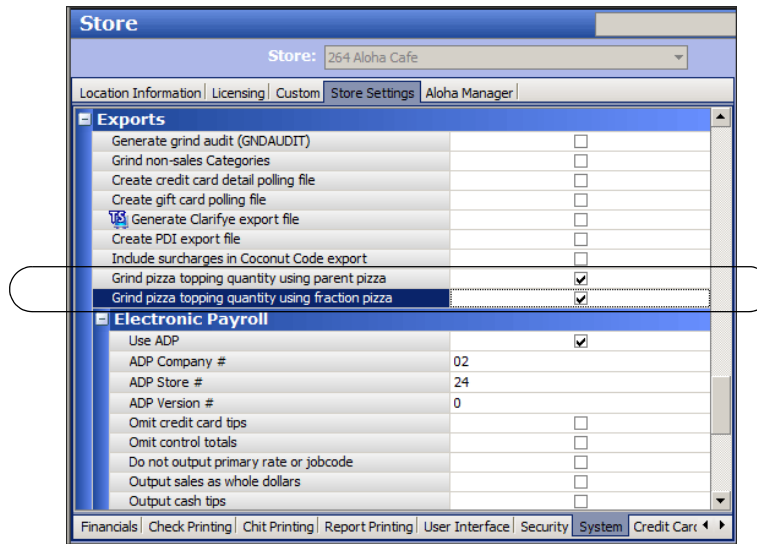 Store
Store: 264 Aloha Cafe
Location Information Licensing Custom Store Settings Aloha Manager
Exports
Generate grind audit (GNDAUDIT)
Grind non-sales Categories
Create credit card detail polling file
Create gift card polling file
TS Generate Clarifye export file
Create PDI export file
Include surcharges in Coconut Code export
Grind pizza topping quantity using parent pizza
Grind pizza topping quantity using fraction pizza
Electronic Payroll
Use ADP
ADP Company # 02
ADP Store # 24
ADP Version # 0
Omit credit card tips
Omit control totals
Do not output primary rate or jobcode
Output sales as whole dollars
Output cash tips
Financials Check Printing Chit Printing Report Printing User Interface Security System Credit Card